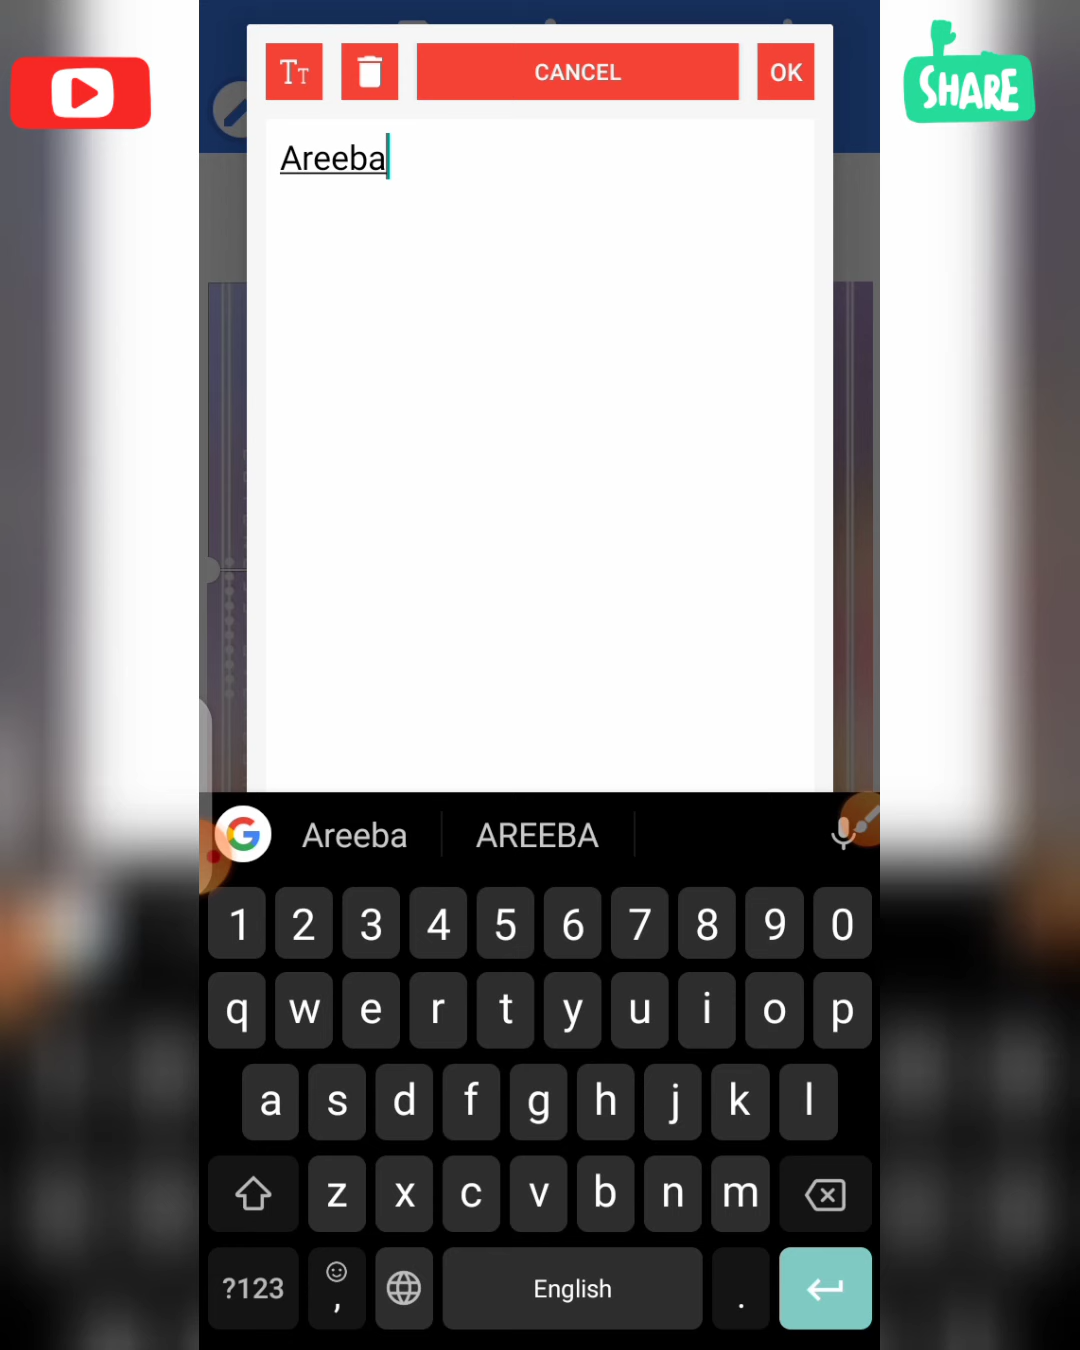 Tт CANCEL OK
SHARE
Areeba
G Areeba AREEBA
1 2 3 4 5 6 7 8 9 0
q w e r t y u i o p
a s d f g h j k l
z x c v b n m
?123 , English .